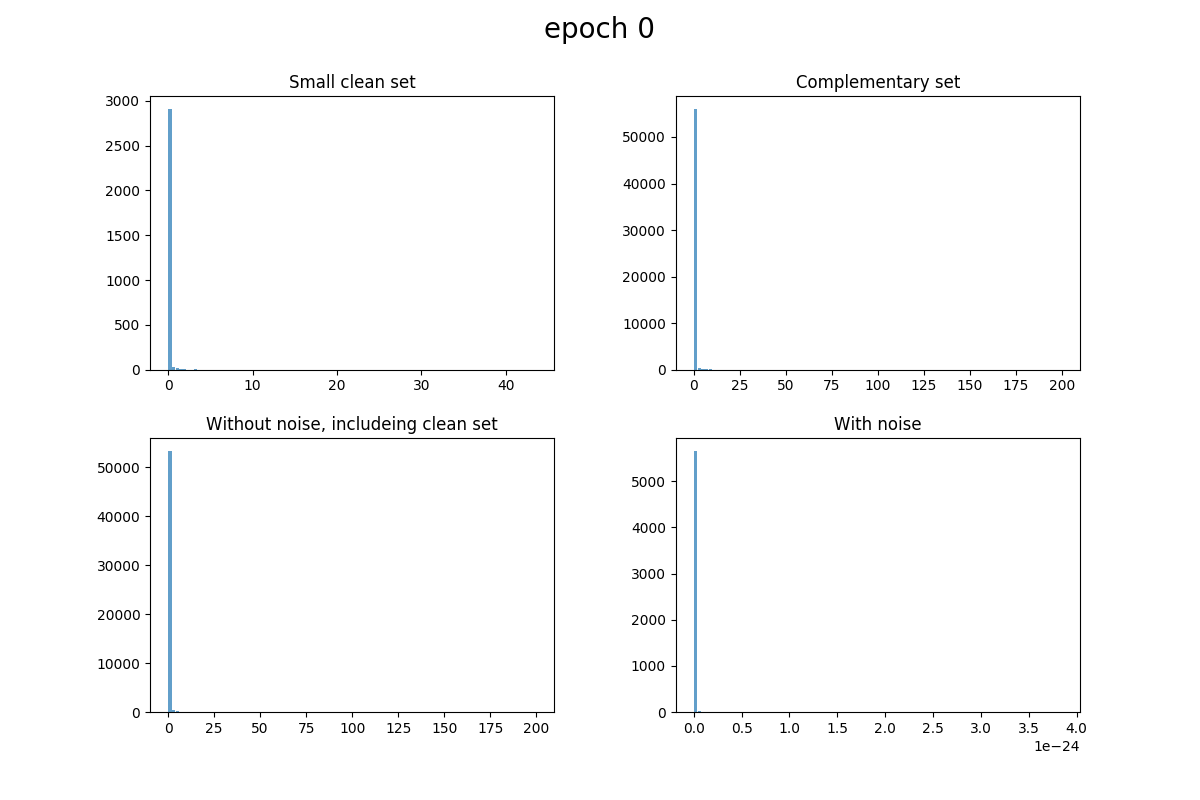 epoch 0
Small clean set
3000
2500
2000
1500
1000
500
0
0 10 20 30 40
Complementary set
50000
40000
30000
20000
10000
0
0 25 50 75 100 125 150 175 200
Without noise, includeing clean set
50000
40000
30000
20000
10000
0
0 25 50 75 100 125 150 175 200
With noise
5000
4000
3000
2000
1000
0
0.0 0.5 1.0 1.5 2.0 2.5 3.0 3.5 4.0
1e−24